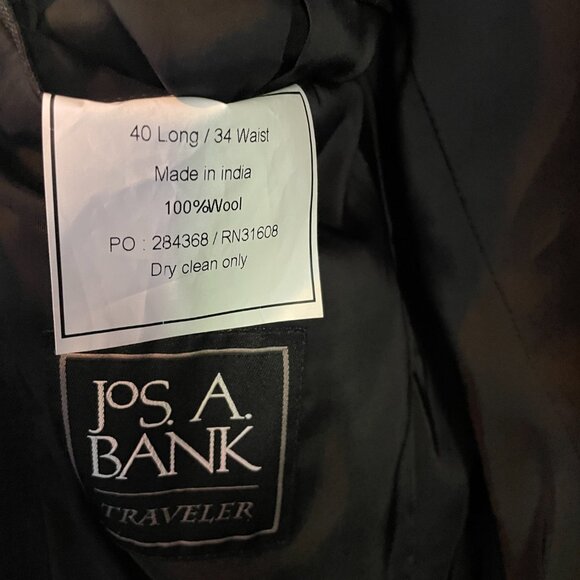 40 Long / 34 Waist
Made in india
100%Wool
PO : 284368 / RN31608
Dry clean only
JOS. A.
BANK
TRAVELER